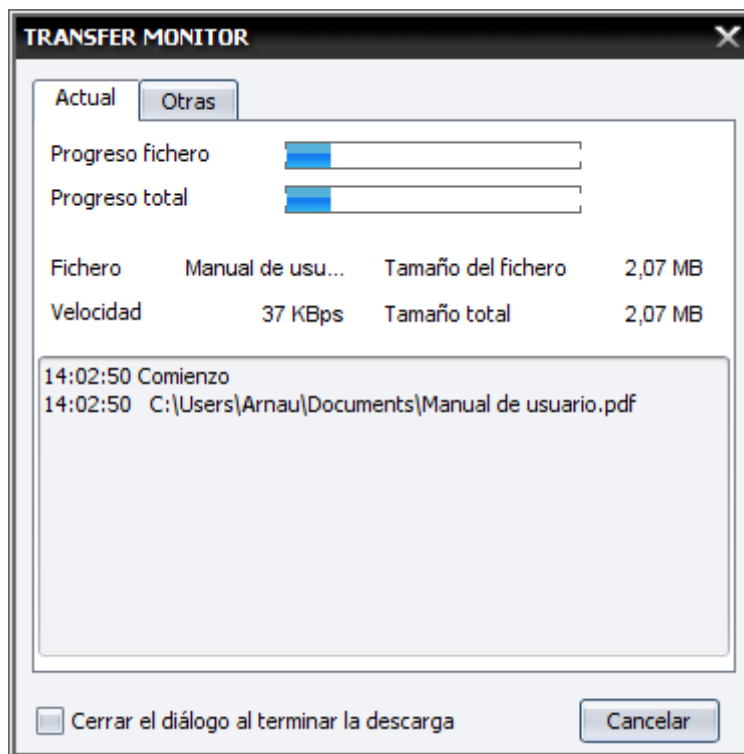 TRANSFER MONITOR
Actual Otras
Progreso fichero
Progreso total
Fichero Manual de usu... Tamaño del fichero 2,07 MB
Velocidad 37 KBps Tamaño total 2,07 MB
14:02:50 Comienzo
14:02:50 C:\Users\Arnau\Documents\Manual de usuario.pdf
Cerrar el diálogo al terminar la descarga Cancelar